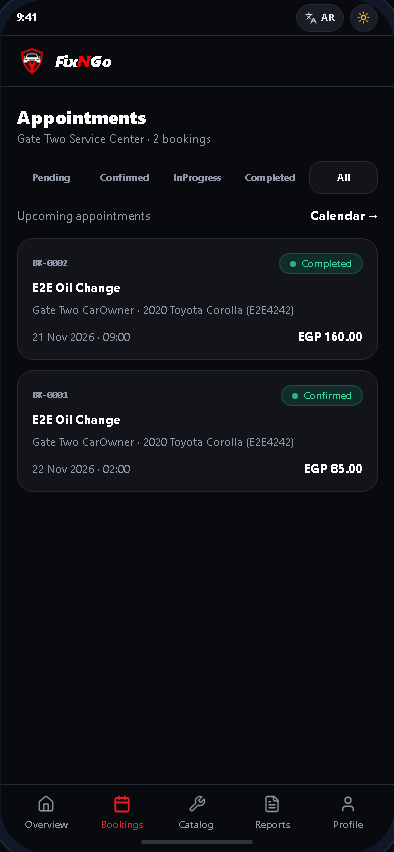 9:41
AR
FixNGo
Appointments
Gate Two Service Center · 2 bookings
Pending
Confirmed
InProgress
Completed
All
Upcoming appointments
Calendar →
BK-0002
Completed
E2E Oil Change
Gate Two CarOwner · 2020 Toyota Corolla (E2E4242)
21 Nov 2026 · 09:00
EGP 160.00
BK-0001
Confirmed
E2E Oil Change
Gate Two CarOwner · 2020 Toyota Corolla (E2E4242)
22 Nov 2026 · 02:00
EGP 85.00
Overview
Bookings
Catalog
Reports
Profile